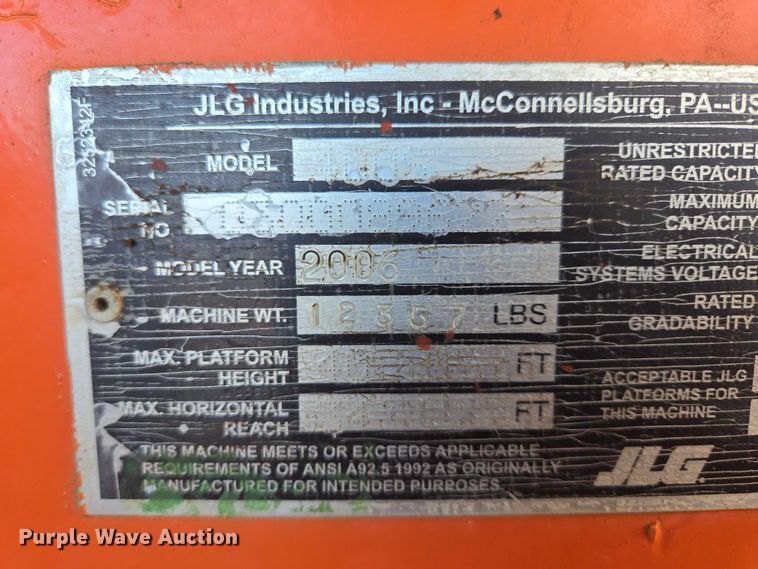 3252342F
JLG Industries, Inc - McConnellsburg, PA--US
MODEL
SERIAL NO
MODEL YEAR 2006
MACHINE WT. 12557 LBS
MAX. PLATFORM HEIGHT FT
MAX. HORIZONTAL REACH FT
THIS MACHINE MEETS OR EXCEEDS APPLICABLE
REQUIREMENTS OF ANSI A92.5 1992 AS ORIGINALLY
MANUFACTURED FOR INTENDED PURPOSES.
UNRESTRICTED
RATED CAPACITY
MAXIMUM
CAPACITY
ELECTRICAL
SYSTEMS VOLTAGE
RATED
GRADABILITY
ACCEPTABLE JLG
PLATFORMS FOR
THIS MACHINE
JLG
Purple Wave Auction